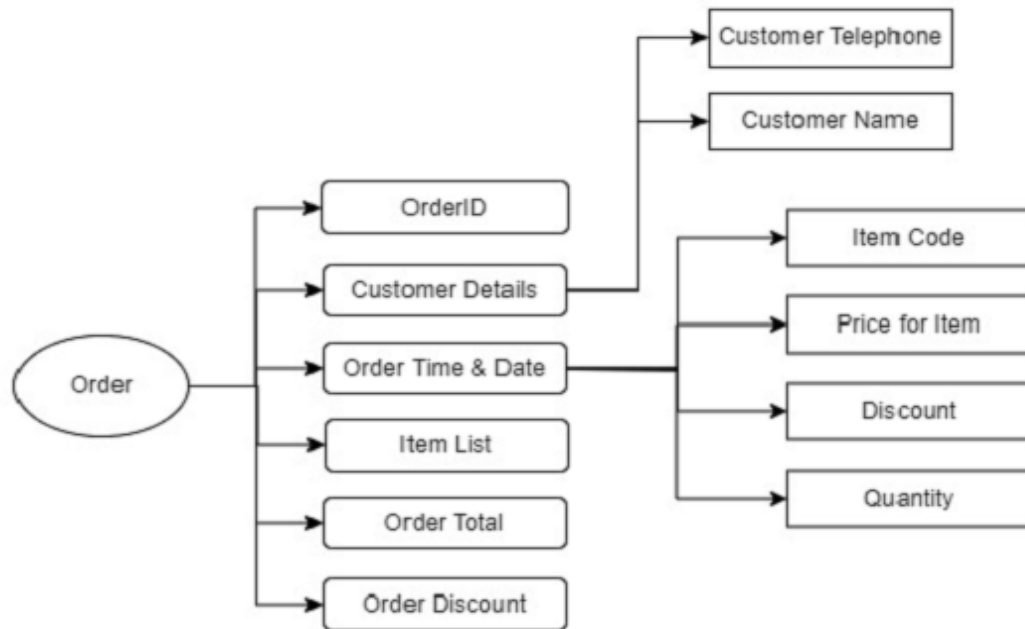 Customer Telephone
Customer Name
OrderID
Item Code
Customer Details
Price for Item
Order Time & Date
Order
Discount
Item List
Quantity
Order Total
Order Discount